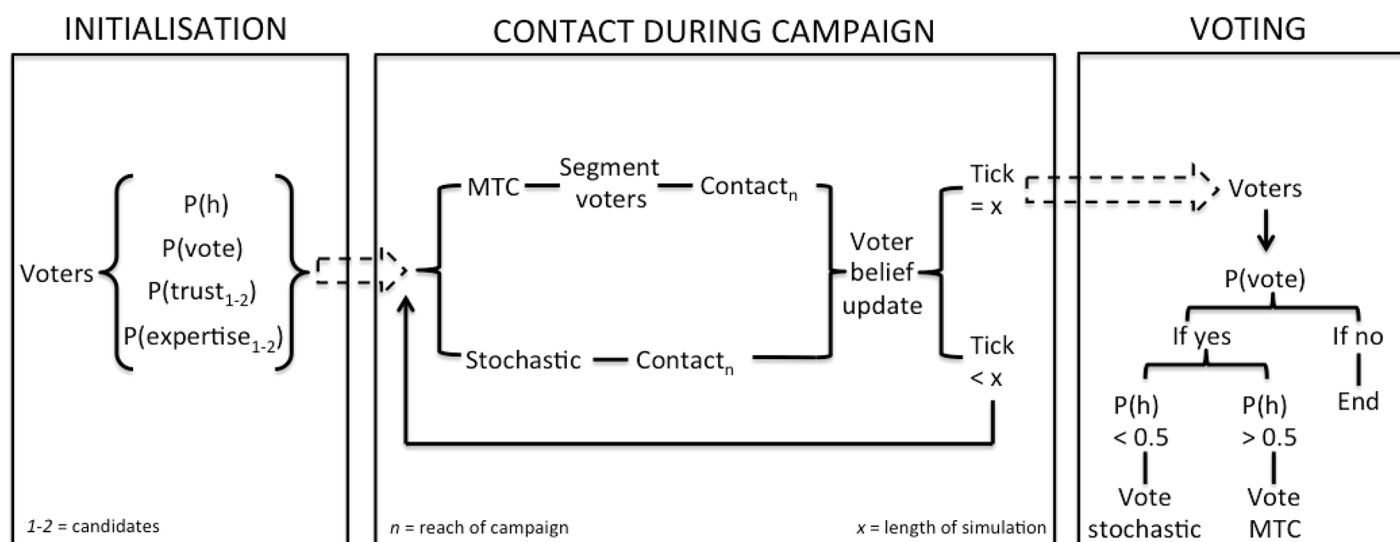 INITIALISATION
Voters
P(h)
P(vote)
P(trust1-2)
P(expertise1-2)
1-2 = candidates
CONTACT DURING CAMPAIGN
MTC
Segment
voters
Contactn
Stochastic
Contactn
Voter
belief
update
Tick
= x
Tick
< x
n = reach of campaign
x = length of simulation
VOTING
Voters
P(vote)
If yes
If no
P(h)
< 0.5
P(h)
> 0.5
End
Vote
stochastic
Vote
MTC